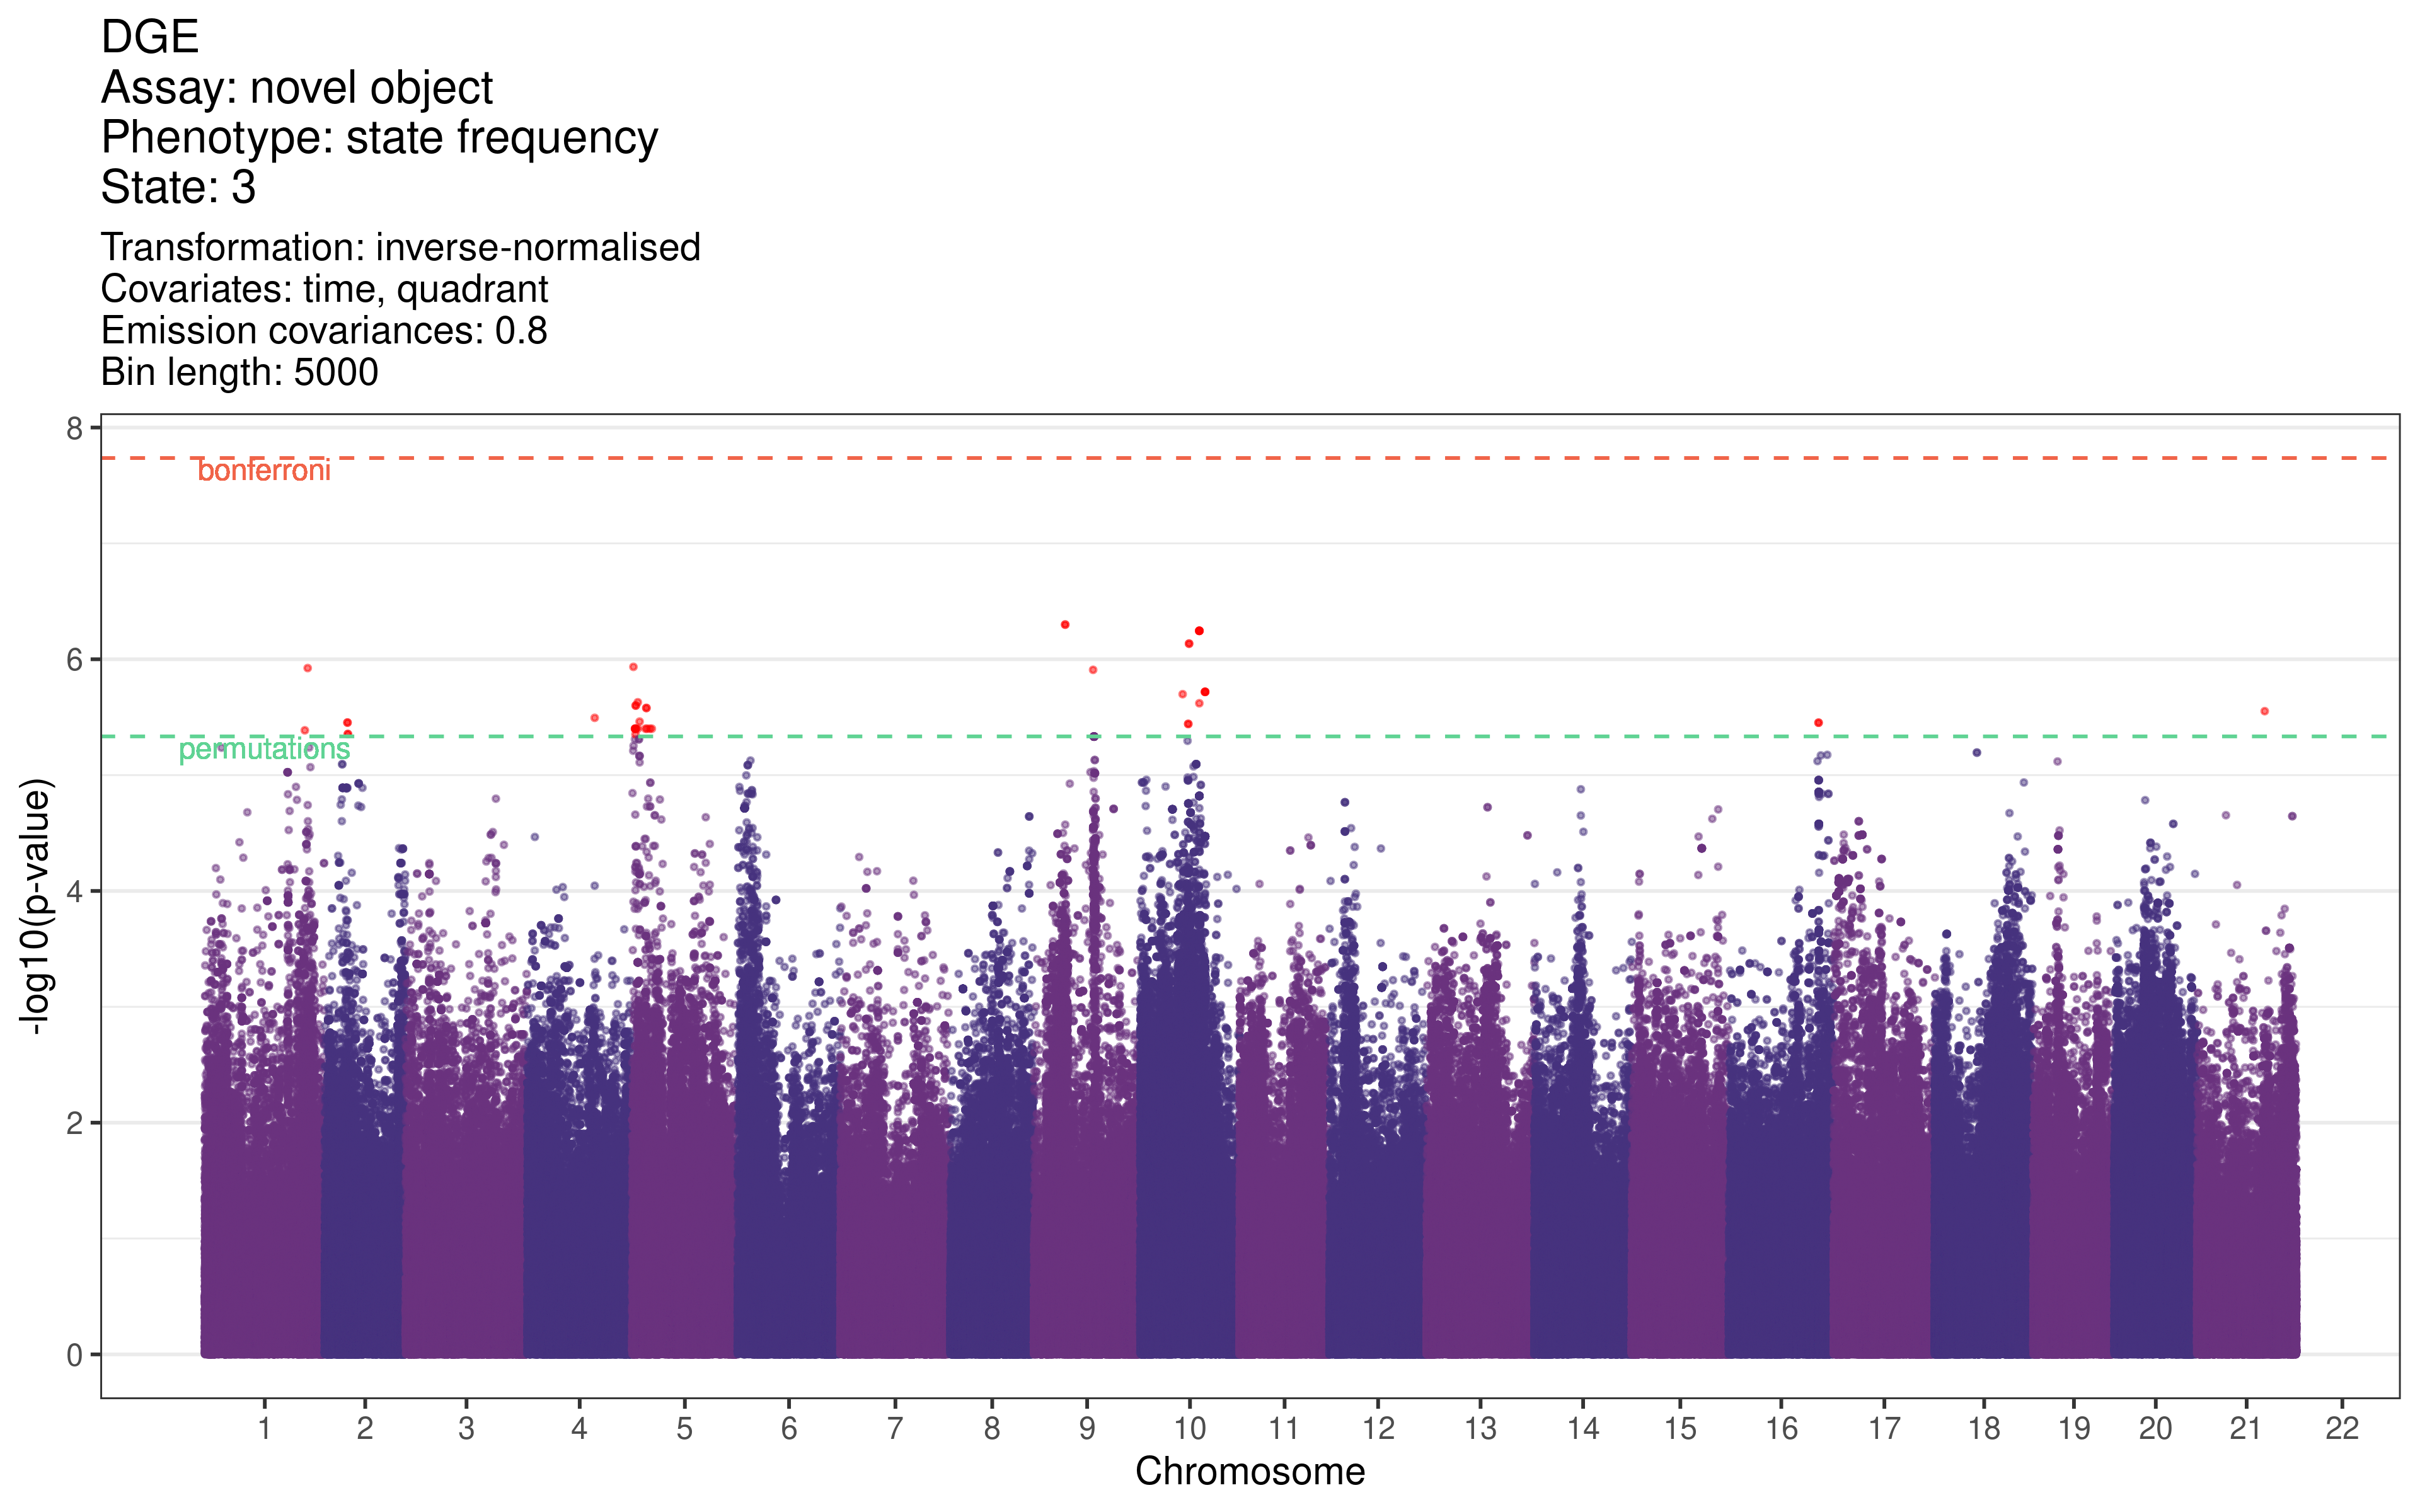 DGE
Assay: novel object
Phenotype: state frequency
State: 3
Transformation: inverse-normalised
Covariates: time, quadrant
Emission covariances: 0.8
Bin length: 5000
8
bonferroni
6
permutations
4
2
0
-log10(p-value)
1 2 3 4 5 6 7 8 9 10 11 12 13 14 15 16 17 18 19 20 21 22
Chromosome